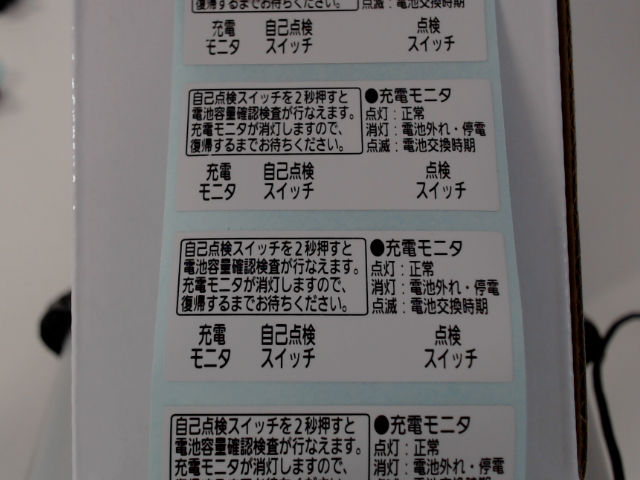 復帰するまでお待ちください。
点滅：電池交換時期
充電
モニタ
自己点検
スイッチ
点検
スイッチ
自己点検スイッチを2秒押すと
電池容量確認検査が行なえます。
充電モニタが消灯しますので、
復帰するまでお待ちください。
●充電モニタ
点灯：正常
消灯：電池外れ・停電
点滅：電池交換時期
充電
モニタ
自己点検
スイッチ
点検
スイッチ
自己点検スイッチを2秒押すと
電池容量確認検査が行なえます。
充電モニタが消灯しますので、
復帰するまでお待ちください。
●充電モニタ
点灯：正常
消灯：電池外れ・停電
点滅：電池交換時期
充電
モニタ
自己点検
スイッチ
点検
スイッチ
自己点検スイッチを2秒押すと
電池容量確認検査が行なえます。
充電モニタが消灯しますので、
●充電モニタ
点灯：正常
消灯：電池外れ・停電